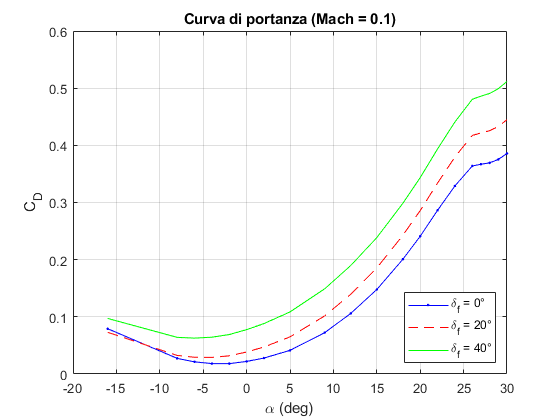 Curva di portanza (Mach = 0.1)
0.6
0.5
0.4
0.3
0.2
0.1
0
C_D
-20 -15 -10 -5 0 5 10 15 20 25 30
α (deg)
δ_f = 0°
δ_f = 20°
δ_f = 40°